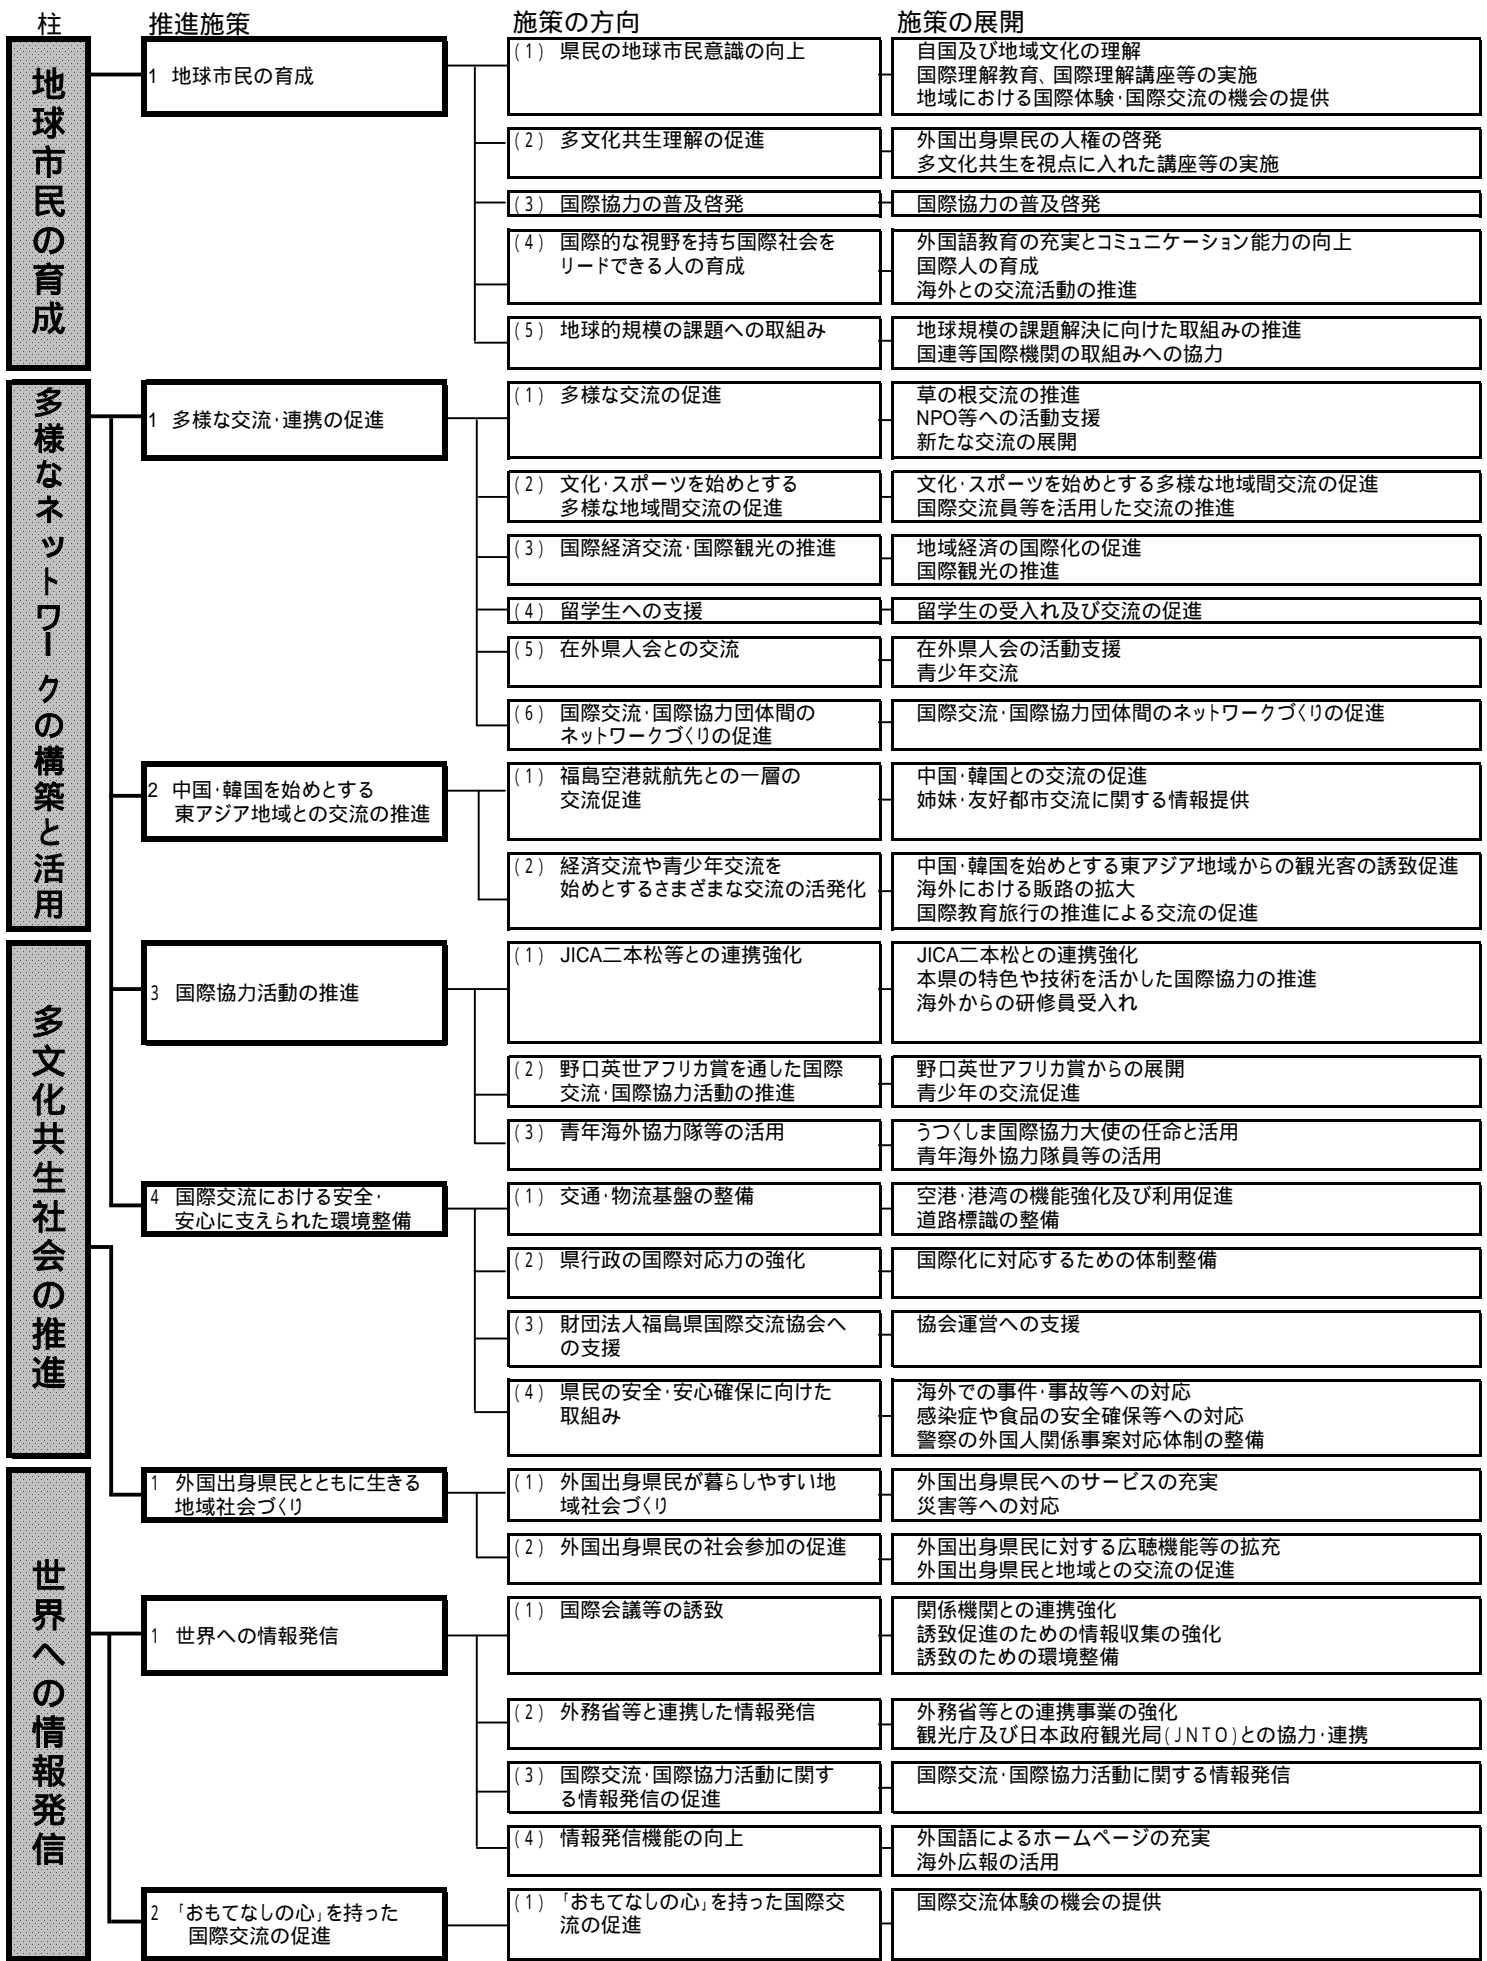 柱
推進施策
施策の方向
施策の展開
地球市民の育成
1 地球市民の育成
(1) 県民の地球市民意識の向上
自国及び地域文化の理解
国際理解教育、国際理解講座等の実施
地域における国際体験・国際交流の機会の提供
(2) 多文化共生理解の促進
外国出身県民の人権の啓発
多文化共生を視点に入れた講座等の実施
(3) 国際協力の普及啓発
国際協力の普及啓発
(4) 国際的な視野を持ち国際社会を
リードできる人の育成
外国語教育の充実とコミュニケーション能力の向上
国際人の育成
海外との交流活動の推進
(5) 地球的規模の課題への取組み
地球規模の課題解決に向けた取組みの推進
国連等国際機関の取組みへの協力
多様なネットワークの構築と活用
1 多様な交流・連携の促進
(1) 多様な交流の促進
草の根交流の推進
NPO等への活動支援
新たな交流の展開
(2) 文化・スポーツを始めとする
多様な地域間交流の促進
文化・スポーツを始めとする多様な地域間交流の促進
国際交流員等を活用した交流の推進
(3) 国際経済交流・国際観光の推進
地域経済の国際化の促進
国際観光の推進
(4) 留学生への支援
留学生の受入れ及び交流の促進
(5) 在外県人会との交流
在外県人会の活動支援
青少年交流
(6) 国際交流・国際協力団体間の
ネットワークづくりの促進
国際交流・国際協力団体間のネットワークづくりの促進
2 中国・韓国を始めとする
東アジア地域との交流の推進
(1) 福島空港就航先との一層の
交流促進
中国・韓国との交流の促進
姉妹・友好都市交流に関する情報提供
(2) 経済交流や青少年交流を
始めとするさまざまな交流の活発化
中国・韓国を始めとする東アジア地域からの観光客の誘致促進
海外における販路の拡大
国際教育旅行の推進による交流の促進
3 国際協力活動の推進
(1) JICA二本松等との連携強化
JICA二本松との連携強化
本県の特色や技術を活かした国際協力の推進
海外からの研修員受入れ
(2) 野口英世アフリカ賞を通した国際
交流・国際協力活動の推進
野口英世アフリカ賞からの展開
青少年の交流促進
(3) 青年海外協力隊等の活用
うつくしま国際協力大使の任命と活用
青年海外協力隊員等の活用
4 国際交流における安全・
安心に支えられた環境整備
(1) 交通・物流基盤の整備
空港・港湾の機能強化及び利用促進
道路標識の整備
(2) 県行政の国際対応力の強化
国際化に対応するための体制整備
(3) 財団法人福島県国際交流協会へ
の支援
協会運営への支援
(4) 県民の安全・安心確保に向けた
取組み
海外での事件・事故等への対応
感染症や食品の安全確保等への対応
警察の外国人関係事案対応体制の整備
多文化共生社会の推進
1 外国出身県民とともに生きる
地域社会づくり
(1) 外国出身県民が暮らしやすい地
域社会づくり
外国出身県民へのサービスの充実
災害等への対応
(2) 外国出身県民の社会参加の促進
外国出身県民に対する広聴機能等の拡充
外国出身県民と地域との交流の促進
世界への情報発信
1 世界への情報発信
(1) 国際会議等の誘致
関係機関との連携強化
誘致促進のための情報収集の強化
誘致のための環境整備
(2) 外務省等と連携した情報発信
外務省等との連携事業の強化
観光庁及び日本政府観光局(JNTO)との協力・連携
(3) 国際交流・国際協力活動に関す
る情報発信の促進
国際交流・国際協力活動に関する情報発信
(4) 情報発信機能の向上
外国語によるホームページの充実
海外広報の活用
2 「おもてなしの心」を持った
国際交流の促進
(1) 「おもてなしの心」を持った国際交
流の促進
国際交流体験の機会の提供